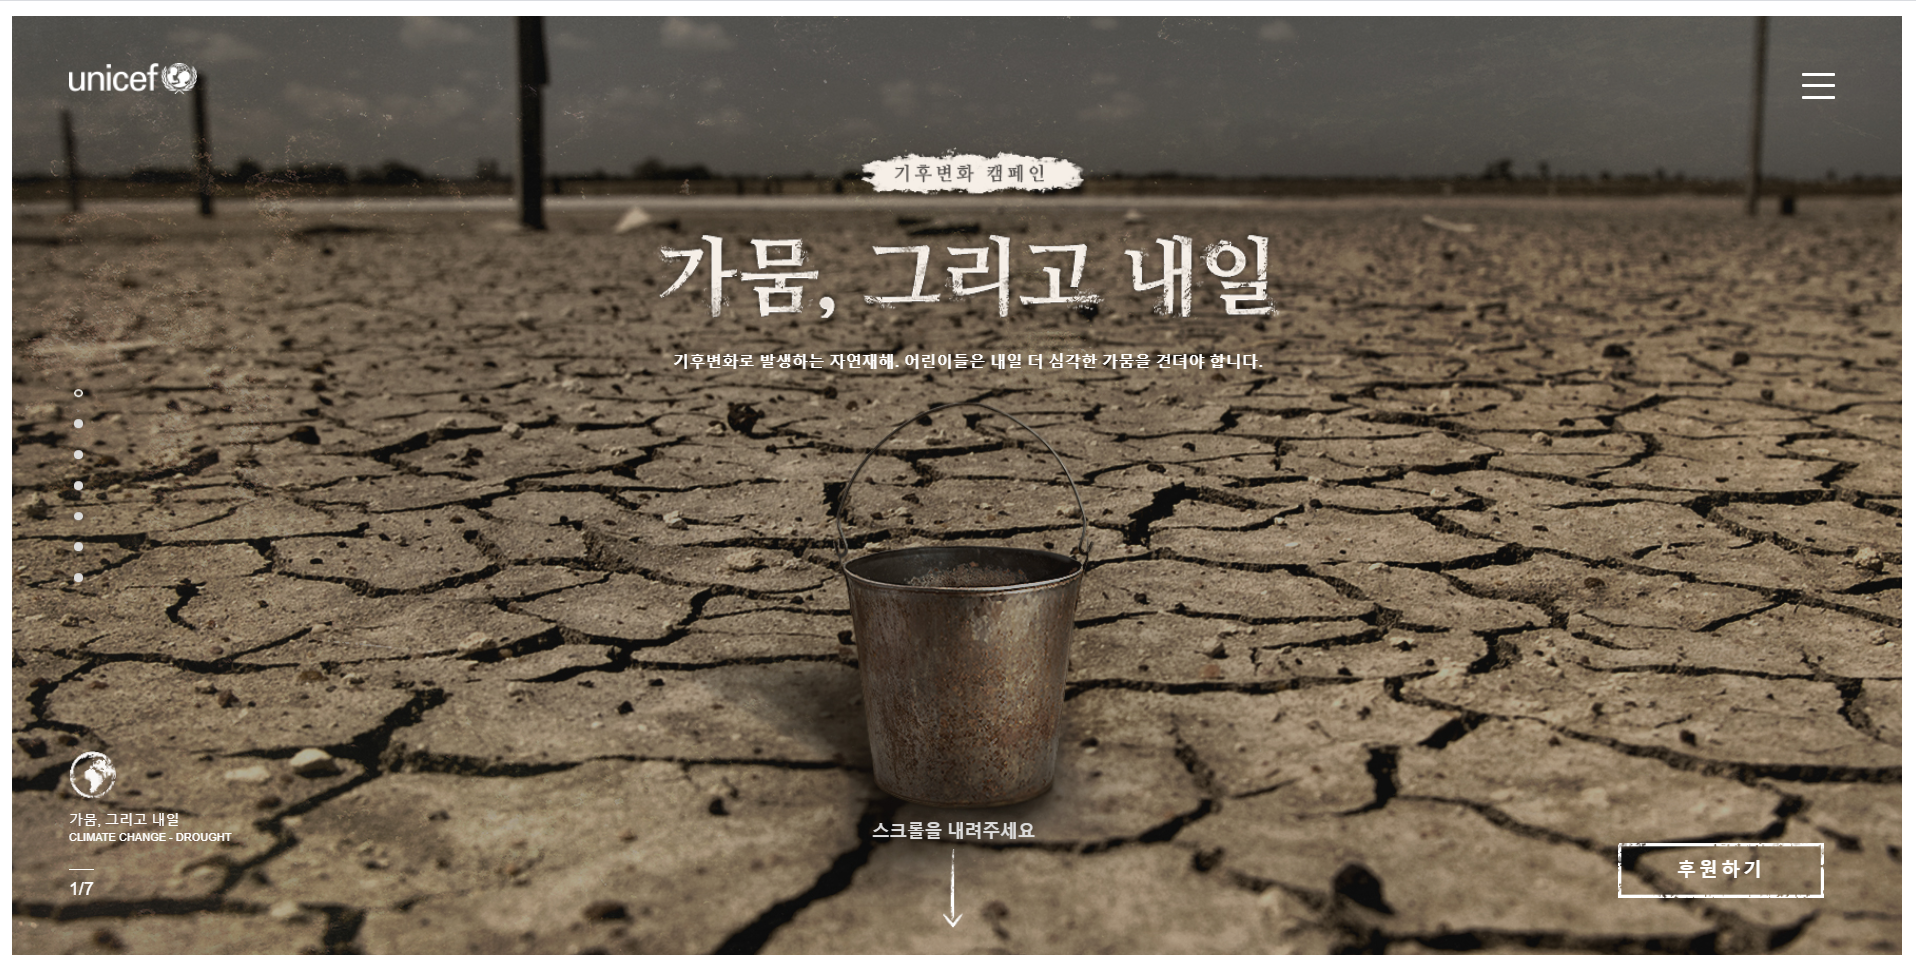 unicef
기후변화 캠페인
가뭄, 그리고 내일
기후변화로 발생하는 자연재해. 어린이들은 내일 더 심각한 가뭄을 견뎌야 합니다.
가뭄, 그리고 내일
CLIMATE CHANGE - DROUGHT
1/7
스크롤을 내려주세요
후원하기